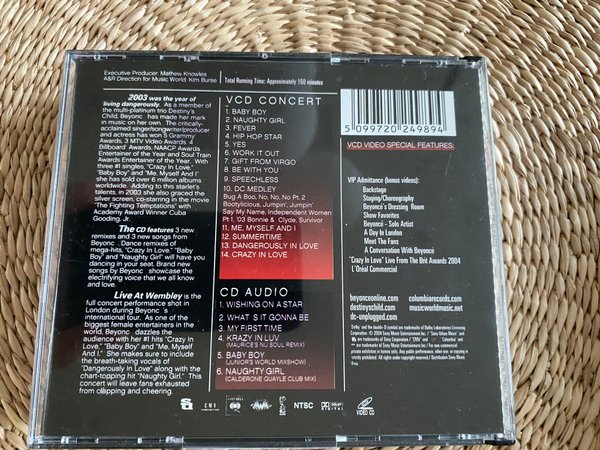 Executive Producer: Mathew Knowles
A&R Direction for Music World: Kim Burse
Total Running Time: Approximately 150 minutes
2003 was the year of
living dangerously. As a member of
the multi-platinum trio Destiny's
Child, Beyoncé has made her mark
in music on her own. The critically-
acclaimed singer/songwriter/producer
and actress has won 5 Grammy
Awards, 3 MTV Video Awards 4
Billboard Awards, NAACP Awards
Entertainer of the Year and Soul Train
Awards Entertainer of the Year. With
three #1 singles, "Crazy In Love,"
"Baby Boy" and "Me, Myself And I"
she has sold over 6 million albums
worldwide. Adding to this starlet's
talents, in 2003 she also graced the
silver screen, co-starring in the movie
"The Fighting Temptations" with
Academy Award Winner Cuba
Gooding, Jr.
The CD features 3 new
remixes and 3 new songs from
Beyonc . Dance remixes of
mega-hits, "Crazy In Love," "Baby
Boy" and "Naughty Girl" will have you
dancing in your seat. Brand new
songs by Beyonc showcase the
electrifying voice that we all know
and love.
Live At Wembley is the
full concert performance shot in
London during Beyonc 's
international tour. As one of the
biggest female entertainers in the
world, Beyonc dazzles the
audience with her #1 hits "Crazy
In Love," "Baby Boy" and "Me, Myself
And I." She makes sure to include
the breath-taking vocals of
"Dangerously In Love" along with the
chart-topping hit "Naughty Girl." This
concert will leave fans exhausted
from clapping and cheering.
VCD CONCERT
1. BABY BOY
2. NAUGHTY GIRL
3. FEVER
4. HIP HOP STAR
5. YES
6. WORK IT OUT
7. GIFT FROM VIRGO
8. BE WITH YOU
9. SPEECHLESS
10. DC MEDLEY
Bug A Boo, No, No, No Pt. 2
Bootylicious, Jumpin', Jumpin'
Say My Name, Independent Women
Pt 1, '03 Bonnie & Clyde, Survivor
11. ME, MYSELF AND I
12. SUMMERTIME
13. DANGEROUSLY IN LOVE
14. CRAZY IN LOVE
CD AUDIO
1. WISHING ON A STAR
2. WHAT S IT GONNA BE
3. MY FIRST TIME
4. KRAZY IN LUV
(MAURICE'S NU SOUL REMIX)
5. BABY BOY
(JUNIOR'S WORLD MIXSHOW)
6. NAUGHTY GIRL
(CALDERONE QUAYLE CLUB MIX)
5 099720 249894
VCD VIDEO SPECIAL FEATURES:
VIP Admittance (bonus videos):
Backstage
Staging/Choreography
Beyoncé's Dressing Room
Show Favorites
Beyoncé - Solo Artist
A Day In London
Meet The Fans
A Conversation With Beyoncé
"Crazy In Love" Live From The Brit Awards 2004
L'Oreal Commercial
beyonceonline.com columbiarecords.com
destinyschild.com musicworldmusic.net
dc-unplugged.com
NTSC
DOLBY DIGITAL
VIDEO CD